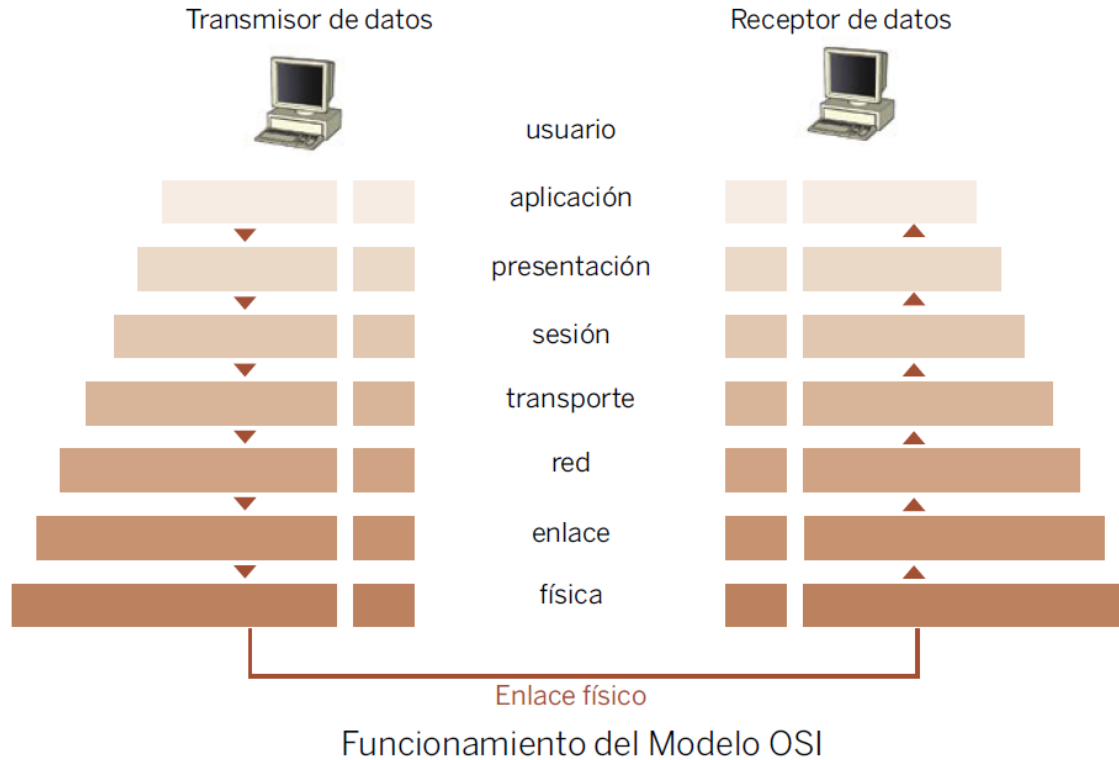 Transmisor de datos
Receptor de datos
usuario
aplicación
presentación
sesión
transporte
red
enlace
física
Enlace físico
Funcionamiento del Modelo OSI